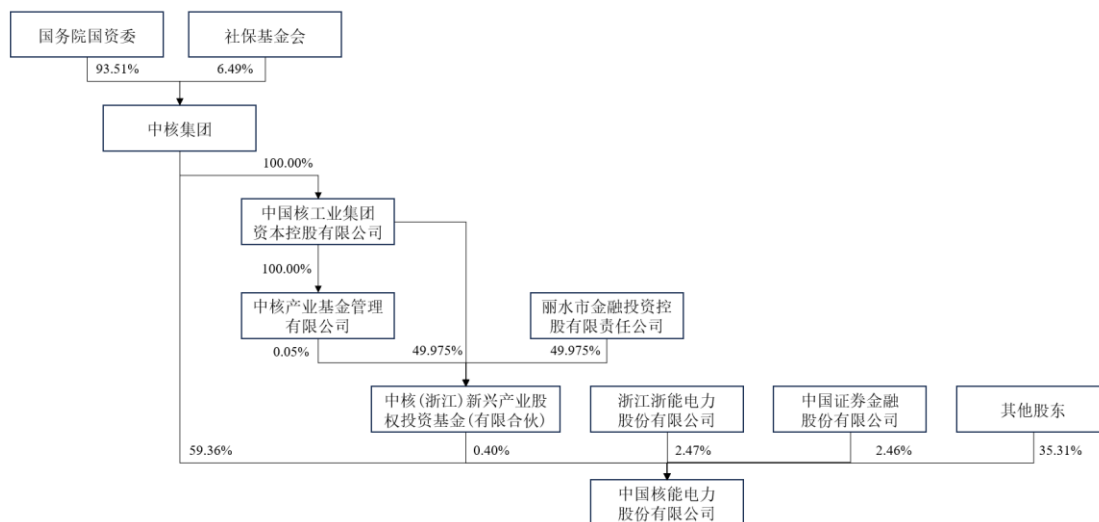 国务院国资委
社保基金会
93.51%
6.49%
中核集团
100.00%
中国核工业集团
资本控股有限公司
100.00%
中核产业基金管理
有限公司
丽水市金融投资控
股有限责任公司
0.05%
49.975%
49.975%
中核(浙江)新兴产业股
权投资基金(有限合伙)
浙江浙能电力
股份有限公司
中国证券金融
股份有限公司
其他股东
59.36%
0.40%
2.47%
2.46%
35.31%
中国核能电力
股份有限公司